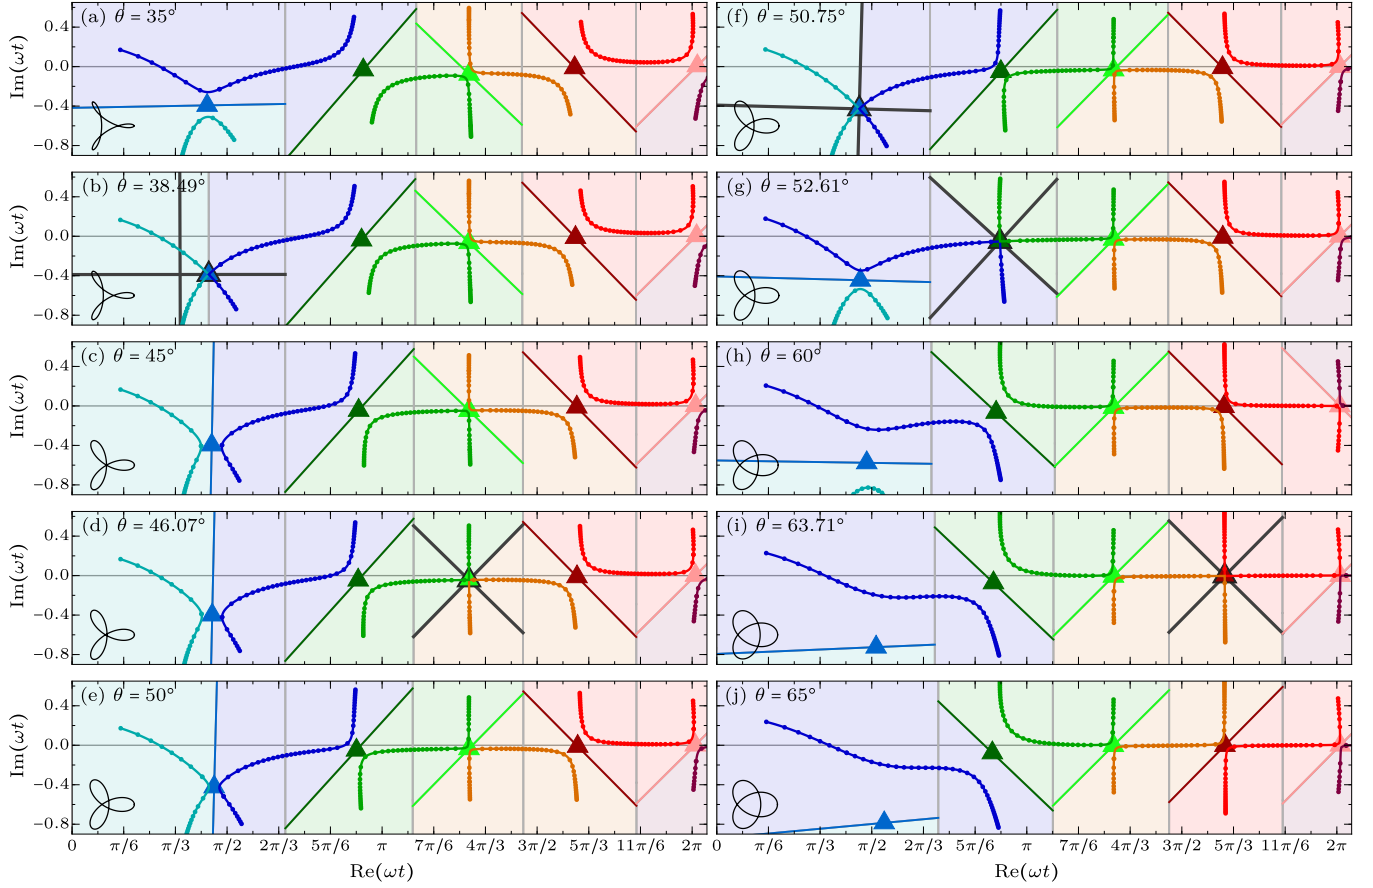 (a) θ = 35°
(f) θ = 50.75°
Im(ωt)
0.4
0.0
−0.4
−0.8
(b) θ = 38.49°
(g) θ = 52.61°
Im(ωt)
0.4
0.0
−0.4
−0.8
(c) θ = 45°
(h) θ = 60°
Im(ωt)
0.4
0.0
−0.4
−0.8
(d) θ = 46.07°
(i) θ = 63.71°
Im(ωt)
0.4
0.0
−0.4
−0.8
(e) θ = 50°
(j) θ = 65°
Im(ωt)
0.4
0.0
−0.4
−0.8
0 π/6 π/3 π/2 2π/3 5π/6 π 7π/6 4π/3 3π/2 5π/3 11π/6 2π
0 π/6 π/3 π/2 2π/3 5π/6 π 7π/6 4π/3 3π/2 5π/3 11π/6 2π
Re(ωt)
Re(ωt)